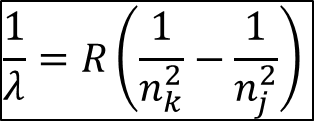 1/λ = R (1/n_k^2 − 1/n_j^2)